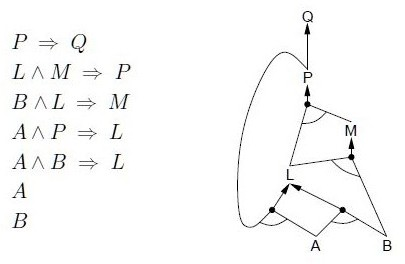 P ⇒ Q
L ∧ M ⇒ P
B ∧ L ⇒ M
A ∧ P ⇒ L
A ∧ B ⇒ L
A
B
Q
P
M
L
A B